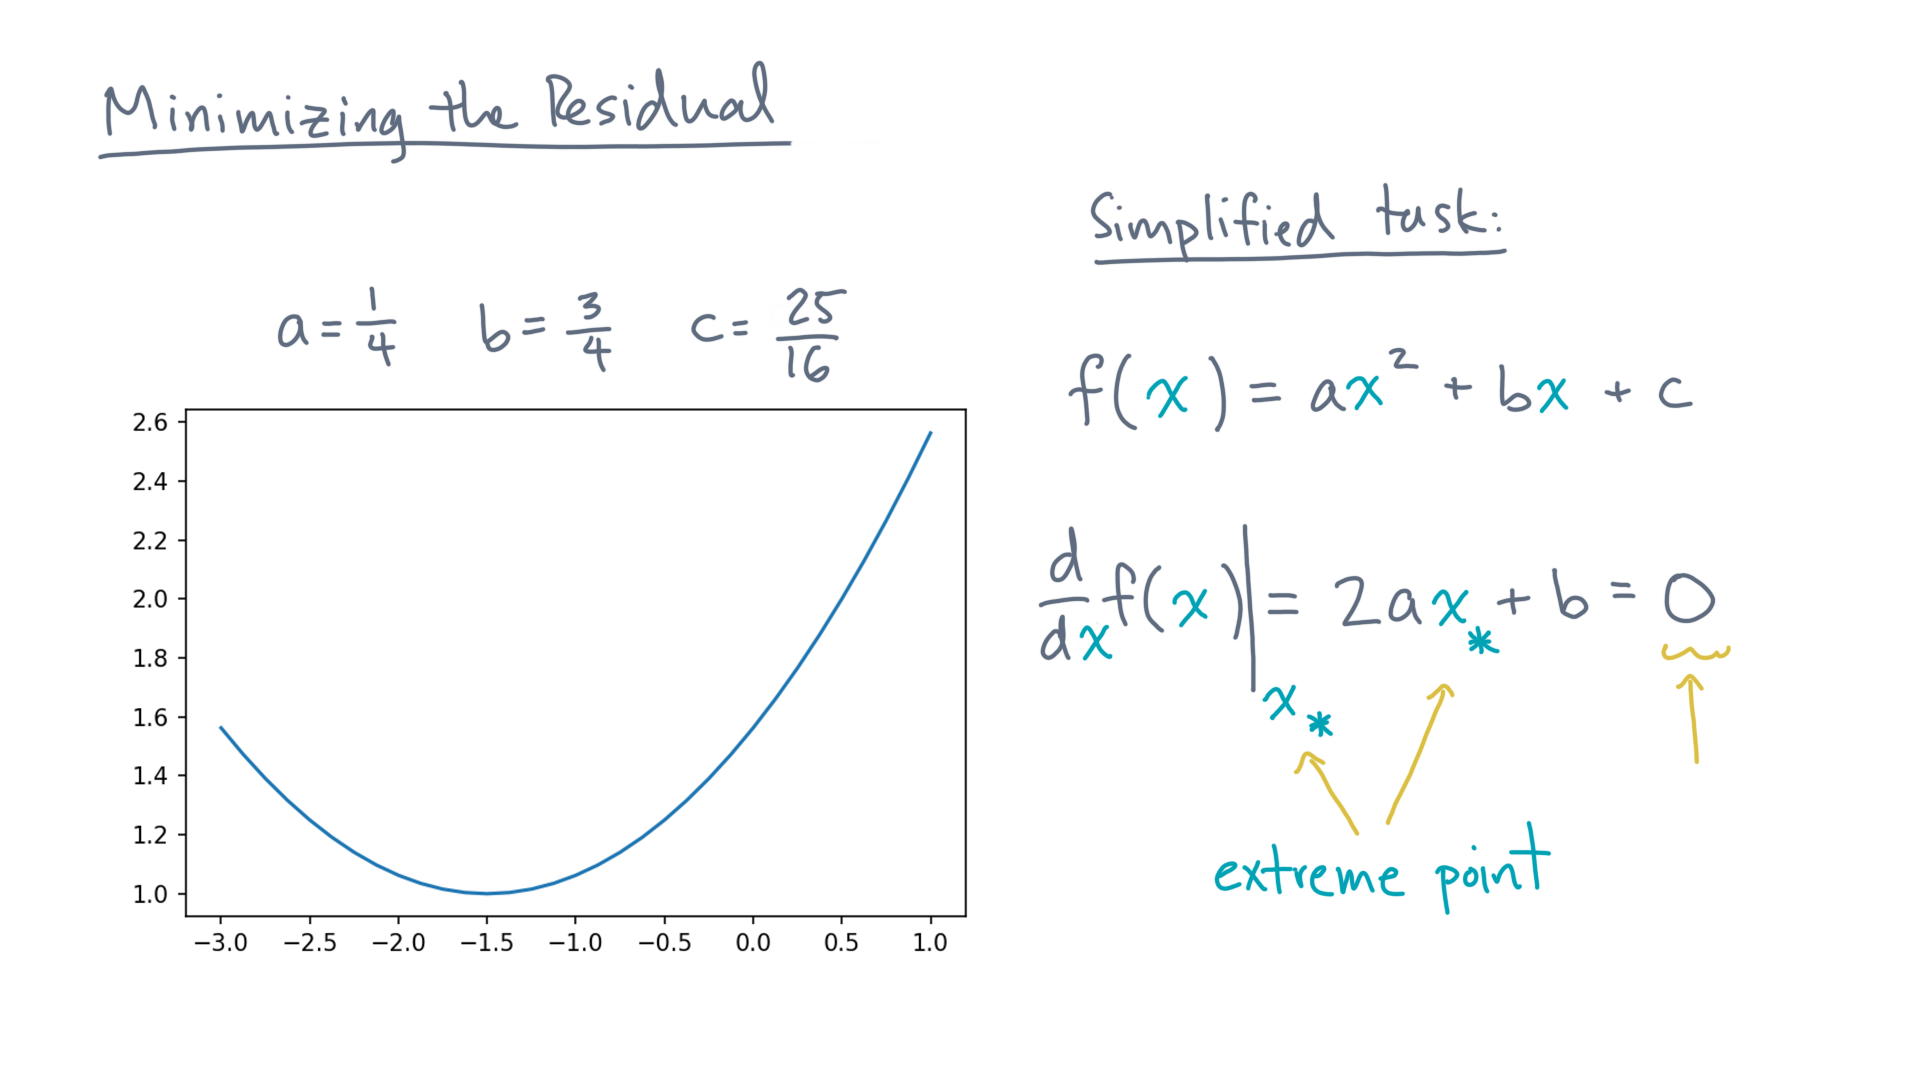 Minimizing the Residual
Simplified task:
a = 1/4 b = 3/4 c = 25/16
f(x) = ax² + bx + c
d/dx f(x)|x* = 2ax* + b = 0
extreme point
2.6
2.4
2.2
2.0
1.8
1.6
1.4
1.2
1.0
−3.0 −2.5 −2.0 −1.5 −1.0 −0.5 0.0 0.5 1.0